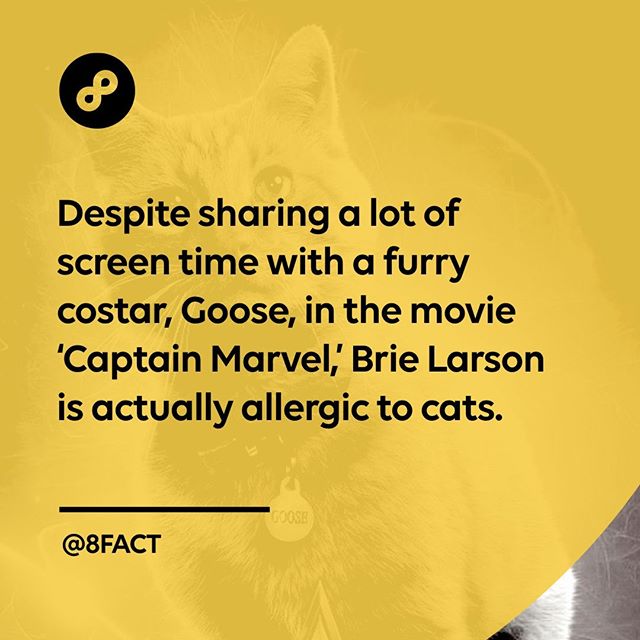 Despite sharing a lot of
screen time with a furry
costar, Goose, in the movie
‘Captain Marvel,’ Brie Larson
is actually allergic to cats.
GOOSE
@8FACT